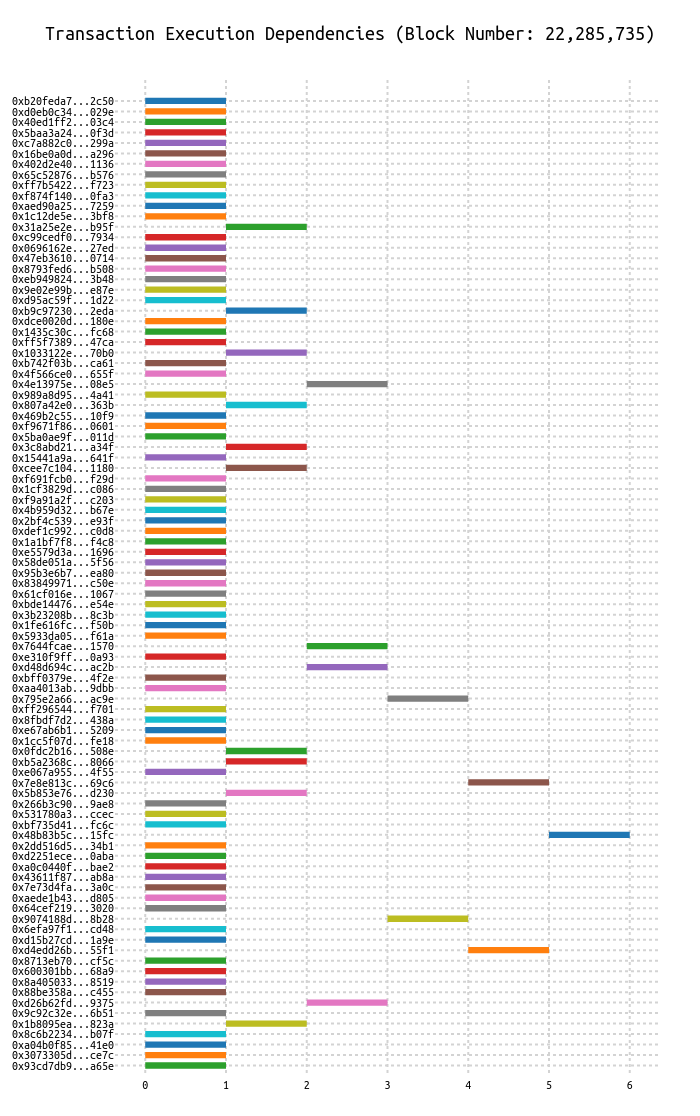 Transaction Execution Dependencies (Block Number: 22,285,735)
0xb20feda7...2c50
0xd0eb0c34...029e
0x40ed1ff2...03c4
0x5baa3a24...0f3d
0xc7a882c0...299a
0x16be0a0d...a296
0x402d2e40...1136
0x65c52876...b576
0xff7b5422...f723
0xf874f140...0fa3
0xaed90a25...7259
0x1c12de5e...3bf8
0x31a25e2e...b95f
0xc99cedf0...7934
0x0696162e...27ed
0x47eb3610...0714
0x8793fed6...b508
0xeb949824...3b48
0x9e02e99b...e87e
0xd95ac59f...1d22
0xb9c97230...2eda
0xdce0020d...180e
0x1435c30c...fc68
0xff5f7389...47ca
0x1033122e...70b0
0xb742f03b...ca61
0x4f566ce0...655f
0x4e13975e...08e5
0x989a8d95...4a41
0x807a42e0...363b
0x469b2c55...10f9
0xf9671f86...0601
0x5ba0ae9f...011d
0x3c8abd21...a34f
0x15441a9a...641f
0xcee7c104...1180
0xf691fcb0...f29d
0x1cf3829d...c086
0xf9a91a2f...c203
0x4b959d32...b67e
0x2bf4c539...e93f
0xdef1c992...c0d8
0x1a1bf7f8...f4c8
0xe5579d3a...1696
0x58de051a...5f56
0x95b3e6b7...ea80
0x83849971...c50e
0x61cf016e...1067
0xbde14476...e54e
0x3b23208b...8c3b
0x1fe616fc...f50b
0x5933da05...f61a
0x7644fcae...1570
0xe310f9ff...0a93
0xd48d694c...ac2b
0xbff0379e...4f2e
0xaa4013ab...9dbb
0x795e2a66...ac9e
0xff296544...f701
0x8fbdf7d2...438a
0xe67ab6b1...5209
0x1cc5f07d...fe18
0x0fdc2b16...508e
0xb5a2368c...8066
0xe067a955...4f55
0x7e8e813c...69c6
0x5b853e76...d230
0x266b3c90...9ae8
0x531780a3...ccec
0xbf735d41...fc6c
0x48b83b5c...15fc
0x2dd516d5...34b1
0xd2251ece...0aba
0xa0c0440f...bae2
0x43611f87...ab8a
0x7e73d4fa...3a0c
0xaede1b43...d805
0x64cef219...3020
0x9074188d...8b28
0x6efa97f1...cd48
0xd15b27cd...1a9e
0xd4edd26b...55f1
0x8713eb70...cf5c
0x600301bb...68a9
0x8a405033...8519
0x88be358a...c455
0xd26b62fd...9375
0x9c92c32e...6b51
0x1b8095ea...823a
0x8c6b2234...b07f
0xa04b0f85...41e0
0x3073305d...ce7c
0x93cd7db9...a65e
0 1 2 3 4 5 6